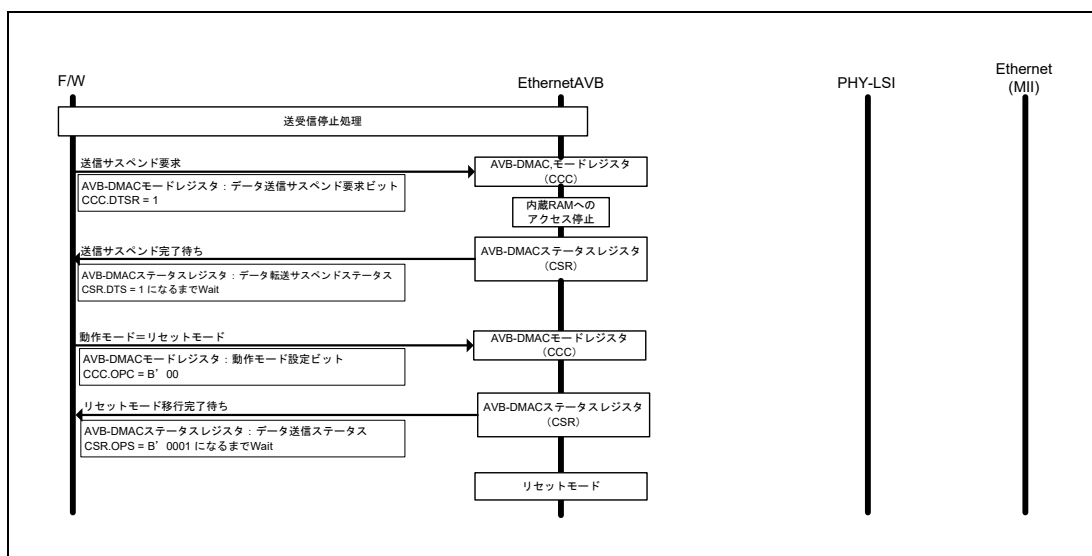 F/W
EthernetAVB
PHY-LSI
Ethernet
(MII)
送受信停止処理
送信サスペンド要求
AVB-DMACモードレジスタ：データ送信サスペンド要求ビット
CCC.DTSR = 1
AVB-DMAC,モードレジスタ
（CCC）
内蔵RAMへの
アクセス停止
送信サスペンド完了待ち
AVB-DMACステータスレジスタ：データ転送サスペンドステータス
CSR.DTS = 1 になるまでWait
AVB-DMACステータスレジスタ
（CSR）
動作モード＝リセットモード
AVB-DMACモードレジスタ：動作モード設定ビット
CCC.OPC = B’00
AVB-DMACモードレジスタ
（CCC）
リセットモード移行完了待ち
AVB-DMACステータスレジスタ：データ送信ステータス
CSR.OPS = B’0001 になるまでWait
AVB-DMACステータスレジスタ
（CSR）
リセットモード